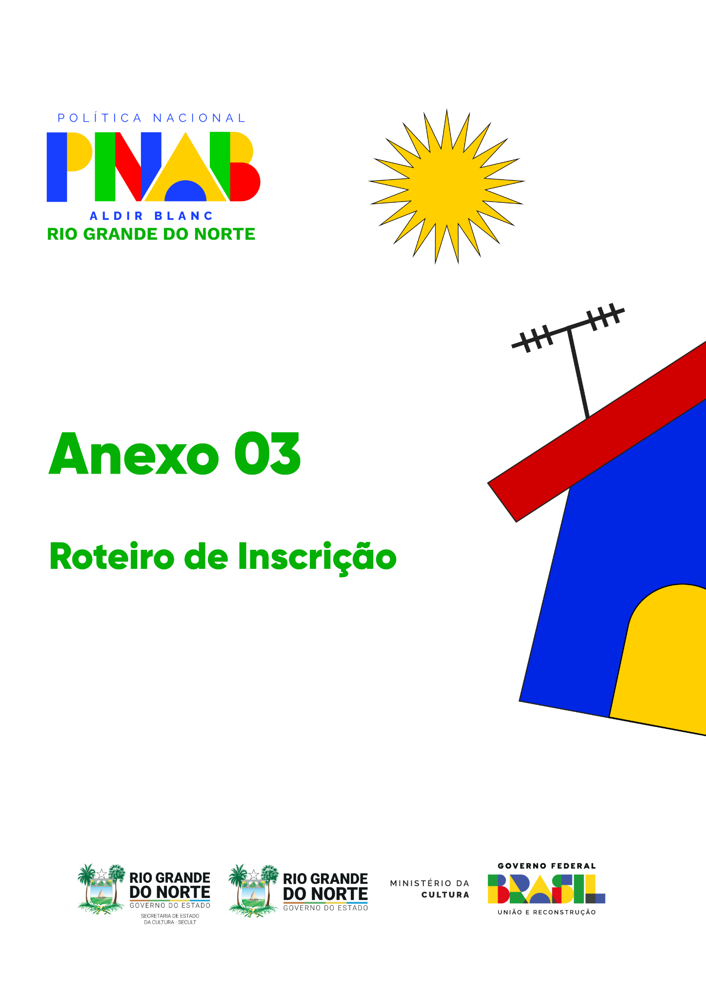 POLÍTICA NACIONAL
PNAB
ALDIR BLANC
RIO GRANDE DO NORTE
Anexo 03
Roteiro de Inscrição
RIO GRANDE
DO NORTE
GOVERNO DO ESTADO
SECRETARIA DE ESTADO
DA CULTURA - SECULT
RIO GRANDE
DO NORTE
GOVERNO DO ESTADO
MINISTÉRIO DA
CULTURA
GOVERNO FEDERAL
BRASIL
UNIÃO E RECONSTRUÇÃO